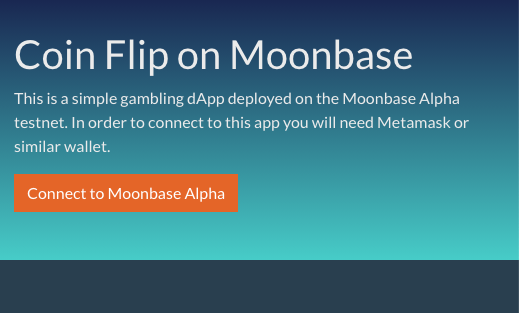 Coin Flip on Moonbase
This is a simple gambling dApp deployed on the Moonbase Alpha
testnet. In order to connect to this app you will need Metamask or
similar wallet.
Connect to Moonbase Alpha